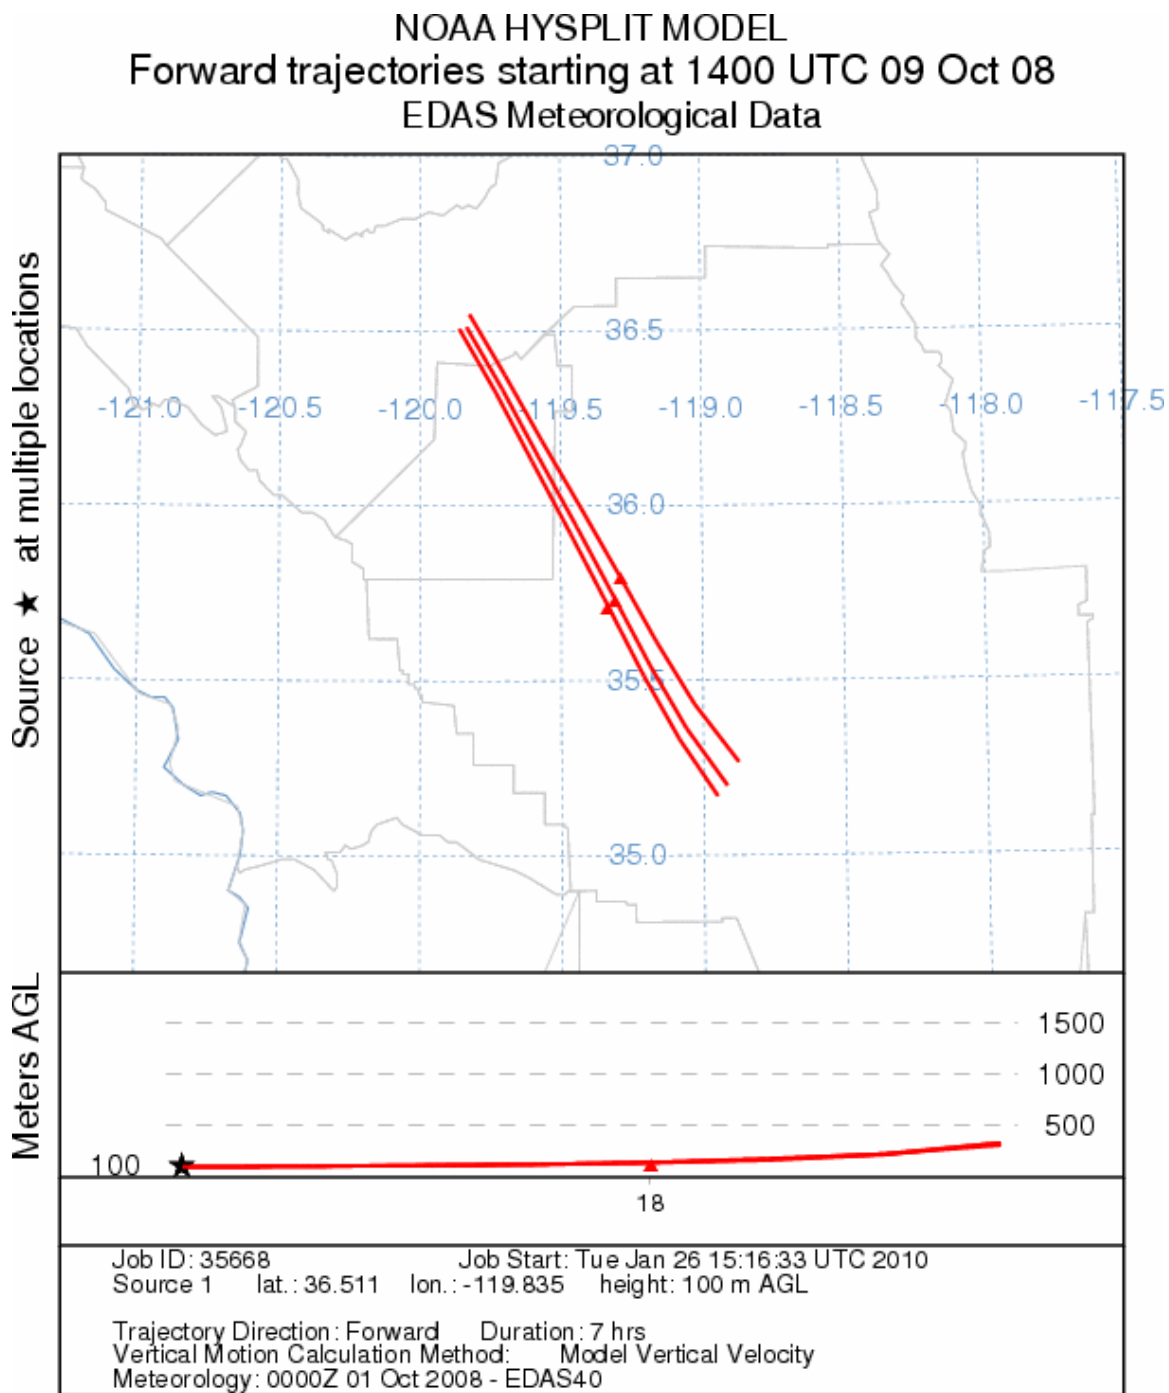 NOAA HYSPLIT MODEL
Forward trajectories starting at 1400 UTC 09 Oct 08
EDAS Meteorological Data
Source ★ at multiple locations
37.0
36.5
-121.0 -120.5 -120.0 -119.5 -119.0 -118.5 -118.0 -117.5
36.0
35.5
35.0
Meters AGL
1500
1000
500
100
18
Job ID: 35668 Job Start: Tue Jan 26 15:16:33 UTC 2010
Source 1 lat.: 36.511 lon.: -119.835 height: 100 m AGL
Trajectory Direction: Forward Duration: 7 hrs
Vertical Motion Calculation Method: Model Vertical Velocity
Meteorology: 0000Z 01 Oct 2008 - EDAS40